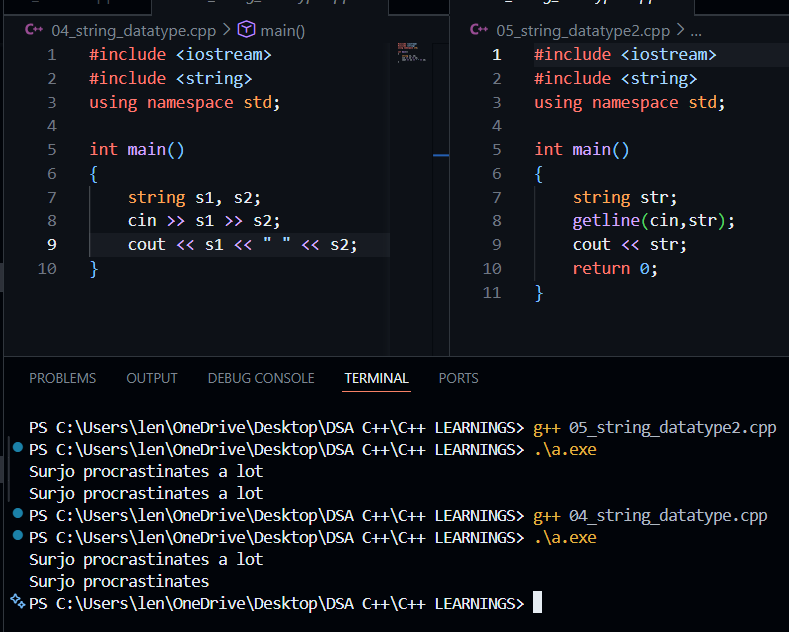 C++ 04_string_datatype.cpp > main()
1 #include <iostream>
2 #include <string>
3 using namespace std;
4
5 int main()
6 {
7 string s1, s2;
8 cin >> s1 >> s2;
9 cout << s1 << " " << s2;
10 }
C++ 05_string_datatype2.cpp > ...
1 #include <iostream>
2 #include <string>
3 using namespace std;
4
5 int main()
6 {
7 string str;
8 getline(cin,str);
9 cout << str;
10 return 0;
11 }
PROBLEMS OUTPUT DEBUG CONSOLE TERMINAL PORTS
PS C:\Users\len\OneDrive\Desktop\DSA C++\C++ LEARNINGS> g++ 05_string_datatype2.cpp
PS C:\Users\len\OneDrive\Desktop\DSA C++\C++ LEARNINGS> .\a.exe
Surjo procrastinates a lot
Surjo procrastinates a lot
PS C:\Users\len\OneDrive\Desktop\DSA C++\C++ LEARNINGS> g++ 04_string_datatype.cpp
PS C:\Users\len\OneDrive\Desktop\DSA C++\C++ LEARNINGS> .\a.exe
Surjo procrastinates a lot
Surjo procrastinates
PS C:\Users\len\OneDrive\Desktop\DSA C++\C++ LEARNINGS>